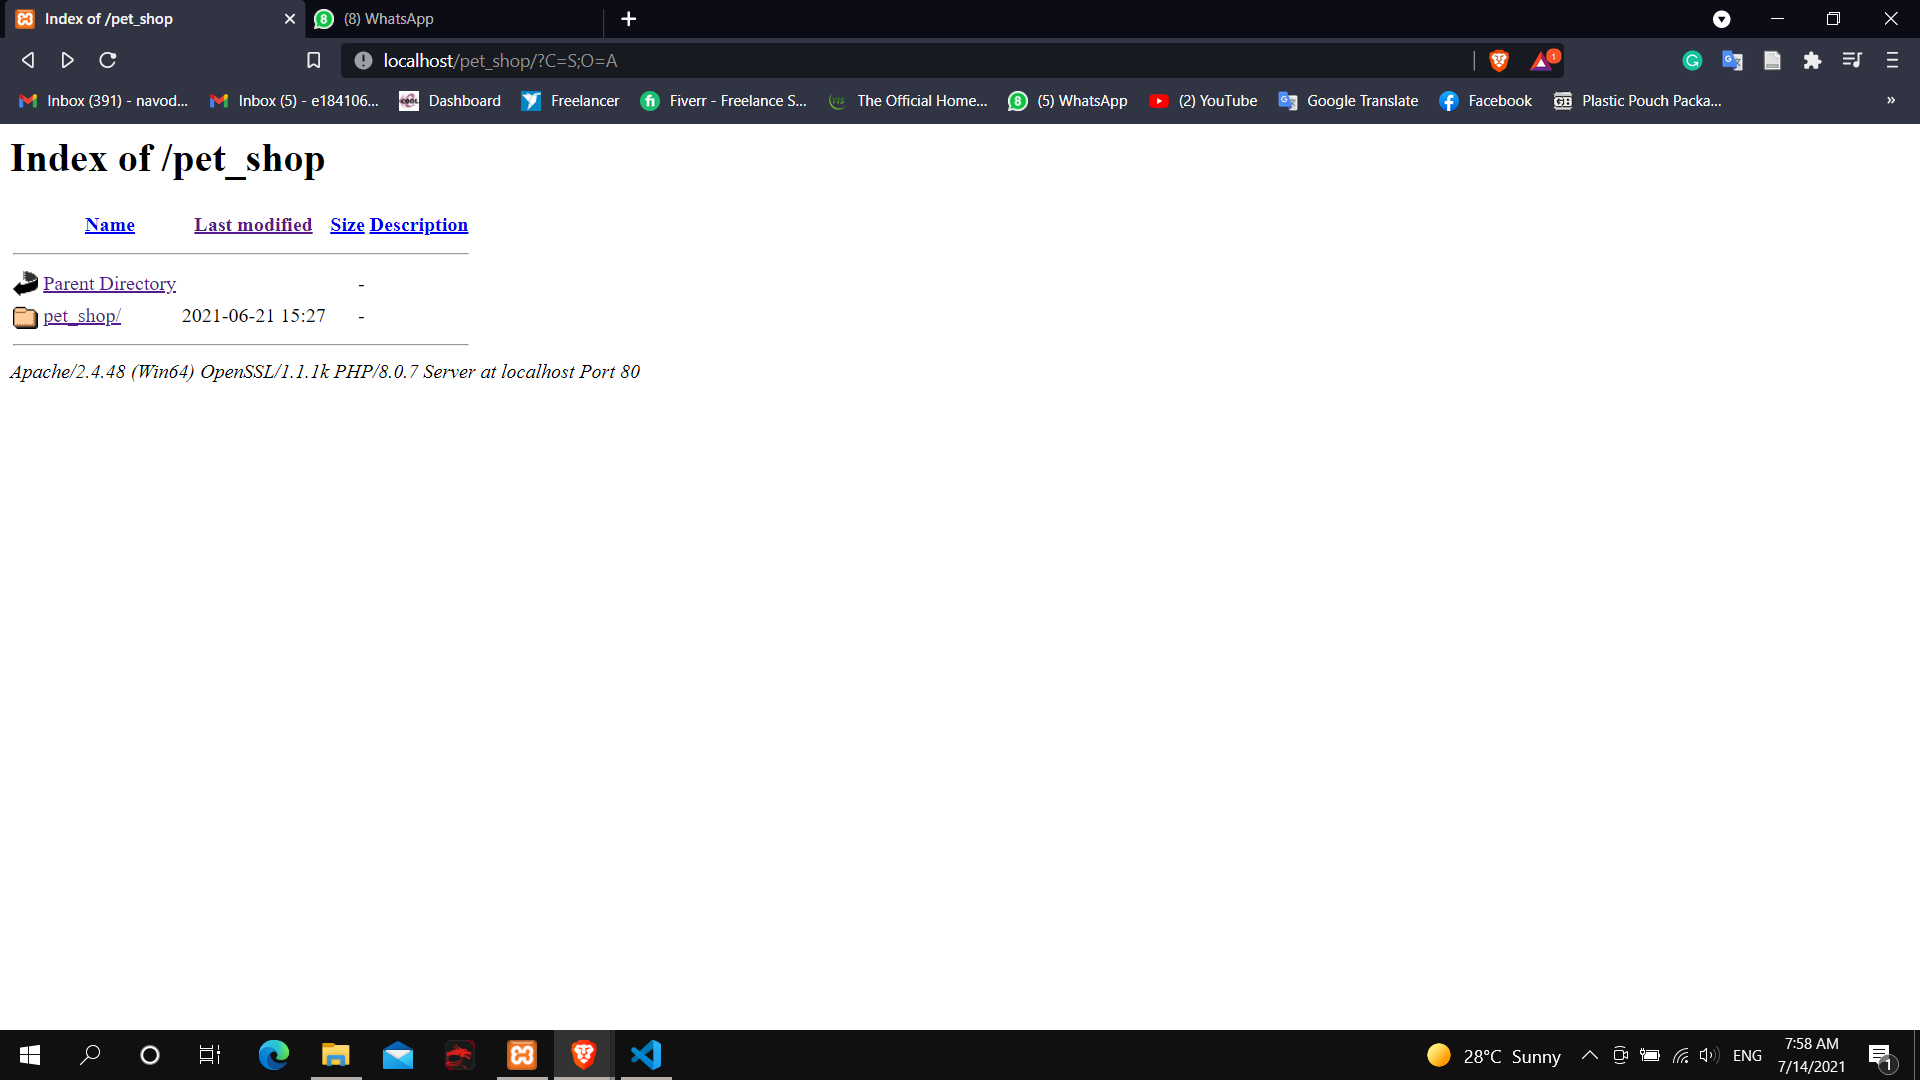 Index of /pet_shop
(8) WhatsApp
localhost/pet_shop/?C=S;O=A
1
Inbox (391) - navod... Inbox (5) - e184106... Dashboard Freelancer Fiverr - Freelance S... The Official Home... (5) WhatsApp (2) YouTube Google Translate Facebook Plastic Pouch Packa... »
Index of /pet_shop
Name Last modified Size Description
Parent Directory -
pet_shop/ 2021-06-21 15:27 -
Apache/2.4.48 (Win64) OpenSSL/1.1.1k PHP/8.0.7 Server at localhost Port 80
28°C Sunny ENG 7:58 AM
7/14/2021
1